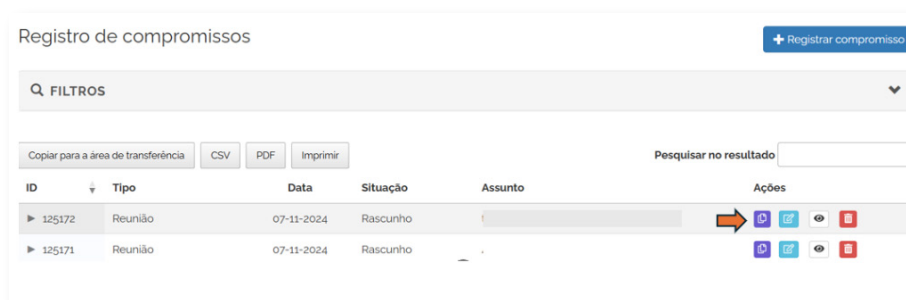 Registro de compromissos
Registrar compromisso
FILTROS
Copiar para a área de transferência CSV PDF Imprimir Pesquisar no resultado
ID Tipo Data Situação Assunto Ações
125172 Reunião 07-11-2024 Rascunho
125171 Reunião 07-11-2024 Rascunho